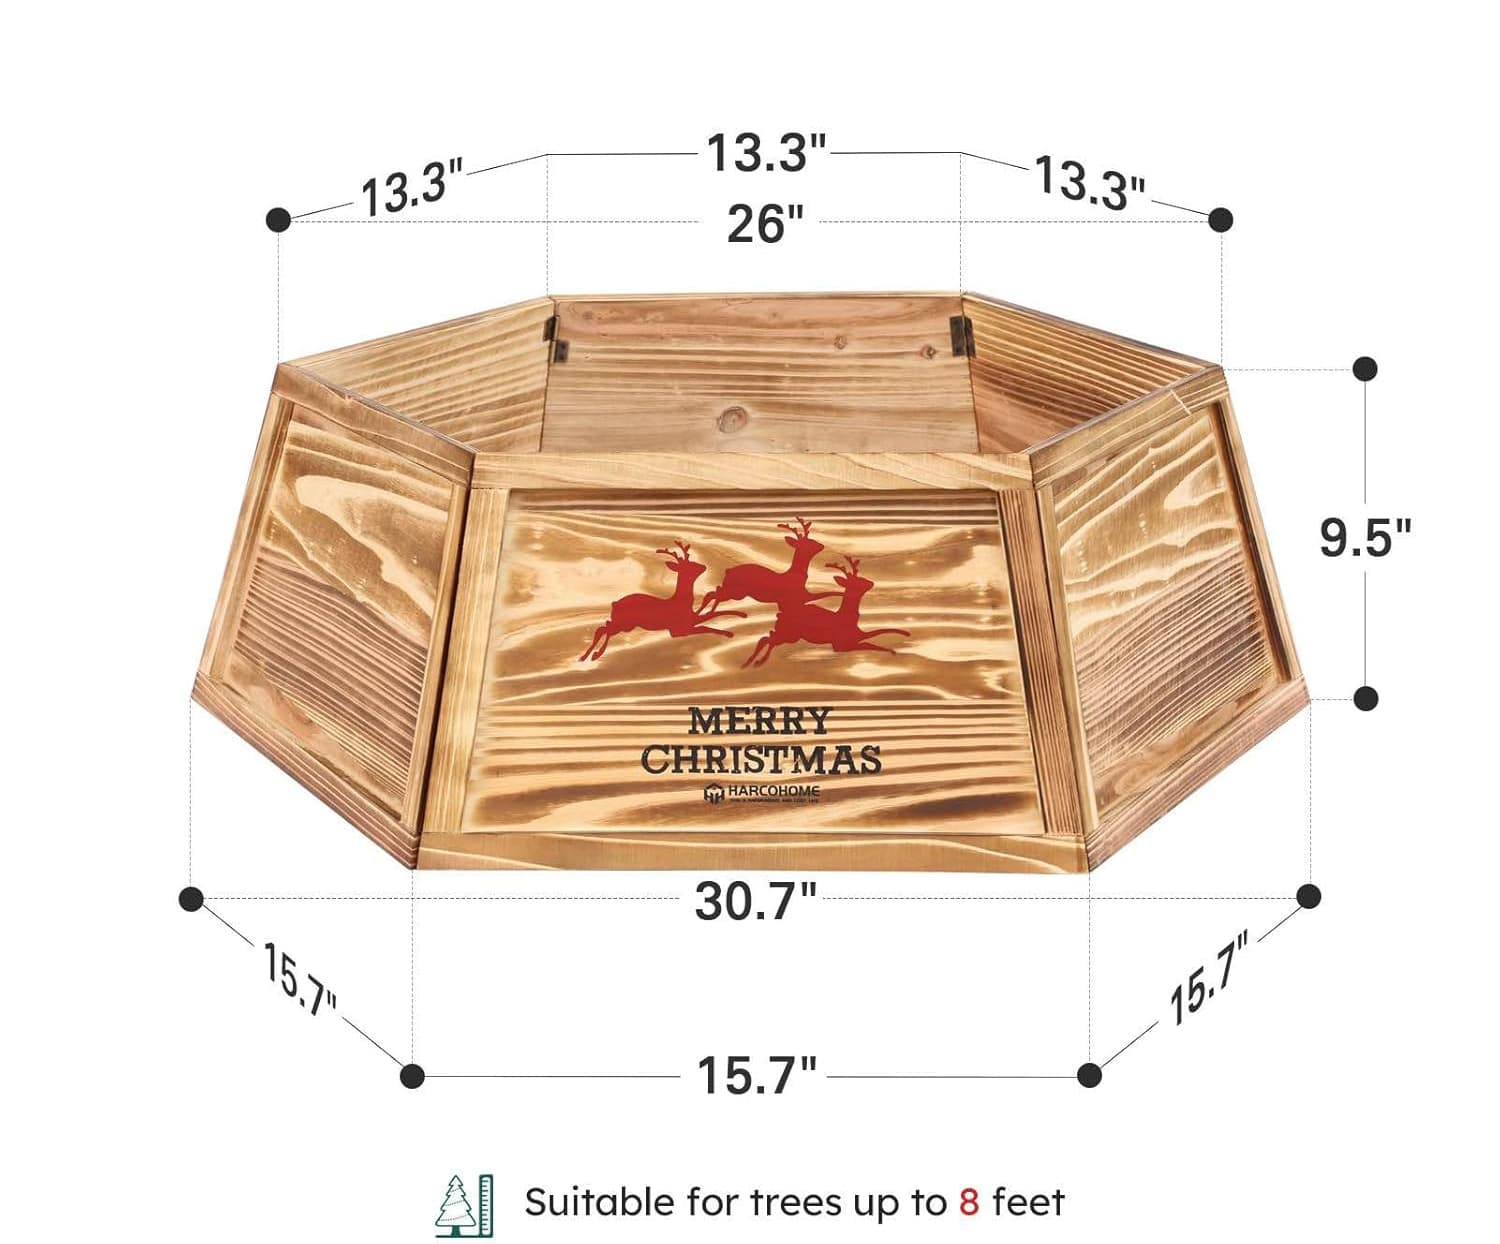 13.3"
13.3"
13.3"
26"
9.5"
MERRY
CHRISTMAS
HARCOHOME
30.7"
15.7"
15.7"
15.7"
Suitable for trees up to 8 feet